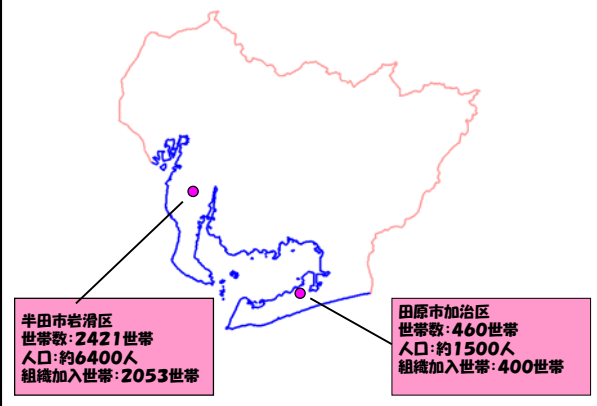 半田市岩滑区
世帯数:2421世帯
人口:約6400人
組織加入世帯:2053世帯
田原市加治区
世帯数:460世帯
人口:約1500人
組織加入世帯:400世帯